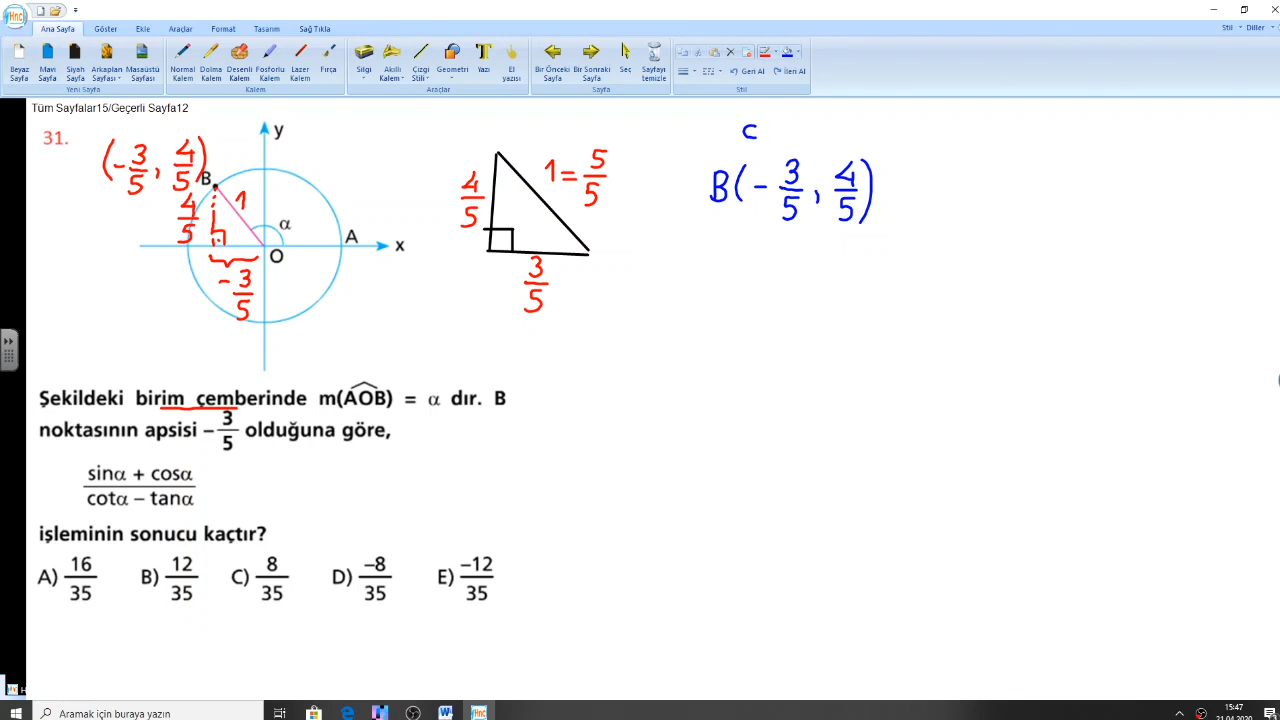 Ana Sayfa Göster Ekle Araçlar Format Tasarım Sağ Tıkla
Stil Diller
Beyaz Sayfa Mavi Sayfa Siyah Sayfa Arkaplan Sayfası Masaüstü Sayfası
Yeni Sayfa
Normal Kalem Dolma Kalem Desenli Kalem Fosforlu Kalem Lazer Kalem Fırça
Kalem
Silgi Akıllı Kalem Çizgi Stili Geometri Yazı El yazısı
Araçlar
Bir Önceki Sayfa Bir Sonraki Sayfa Seç Sayfayı temizle
Sayfa
Geri Al İleri Al
Stil
Tüm Sayfalar15/Geçerli Sayfa12
31.
(-3/5, 4/5)
B
y
4/5
1
α
A
x
O
-3/5
4/5
1=5/5
3/5
c
B(-3/5, 4/5)
Şekildeki birim çemberinde m(AOB) = α dır. B
noktasının apsisi –3/5 olduğuna göre,
sinα + cosα
cotα – tanα
işleminin sonucu kaçtır?
A) 16/35 B) 12/35 C) 8/35 D) –8/35 E) –12/35
Aramak için buraya yazın
15:47
21.04.2020